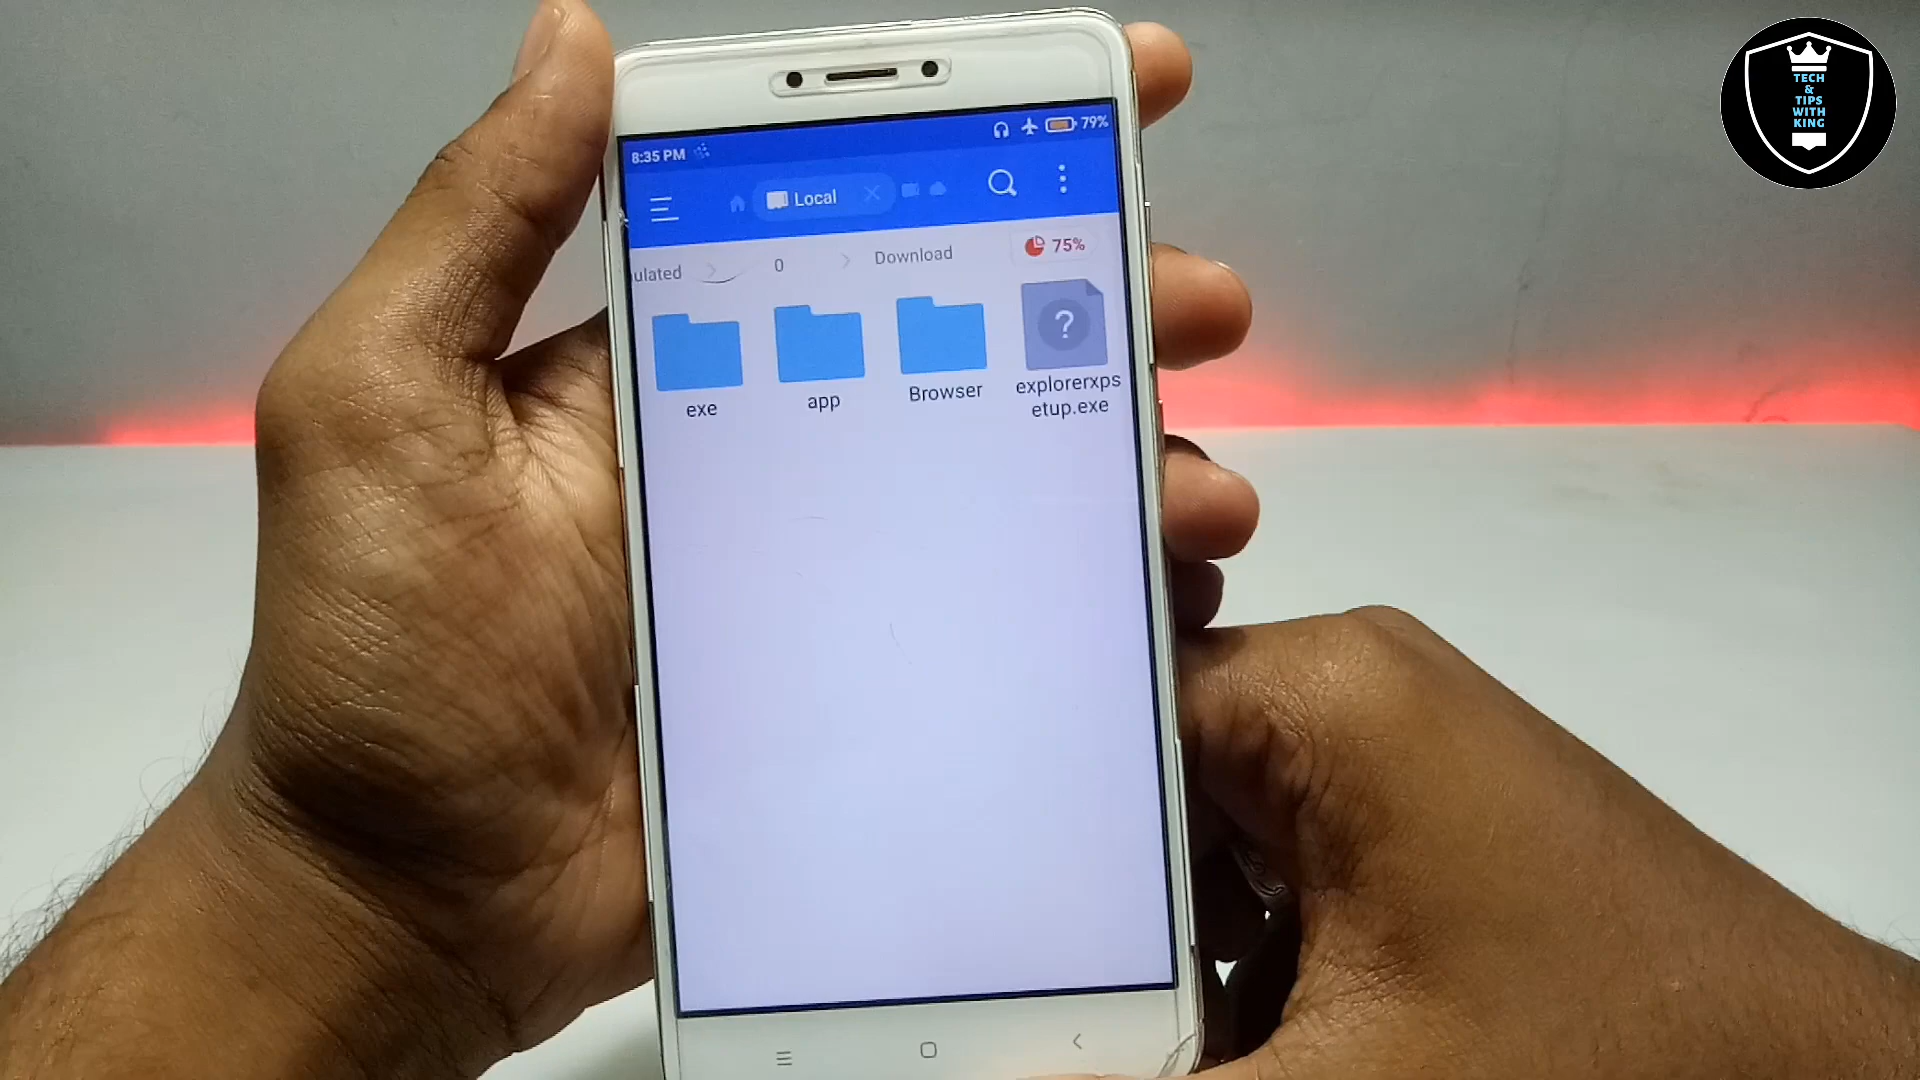 TECH
&
TIPS
WITH
KING
8:35 PM
79%
Local
ulated
0
Download
75%
exe
app
Browser
explorerxps
etup.exe
?